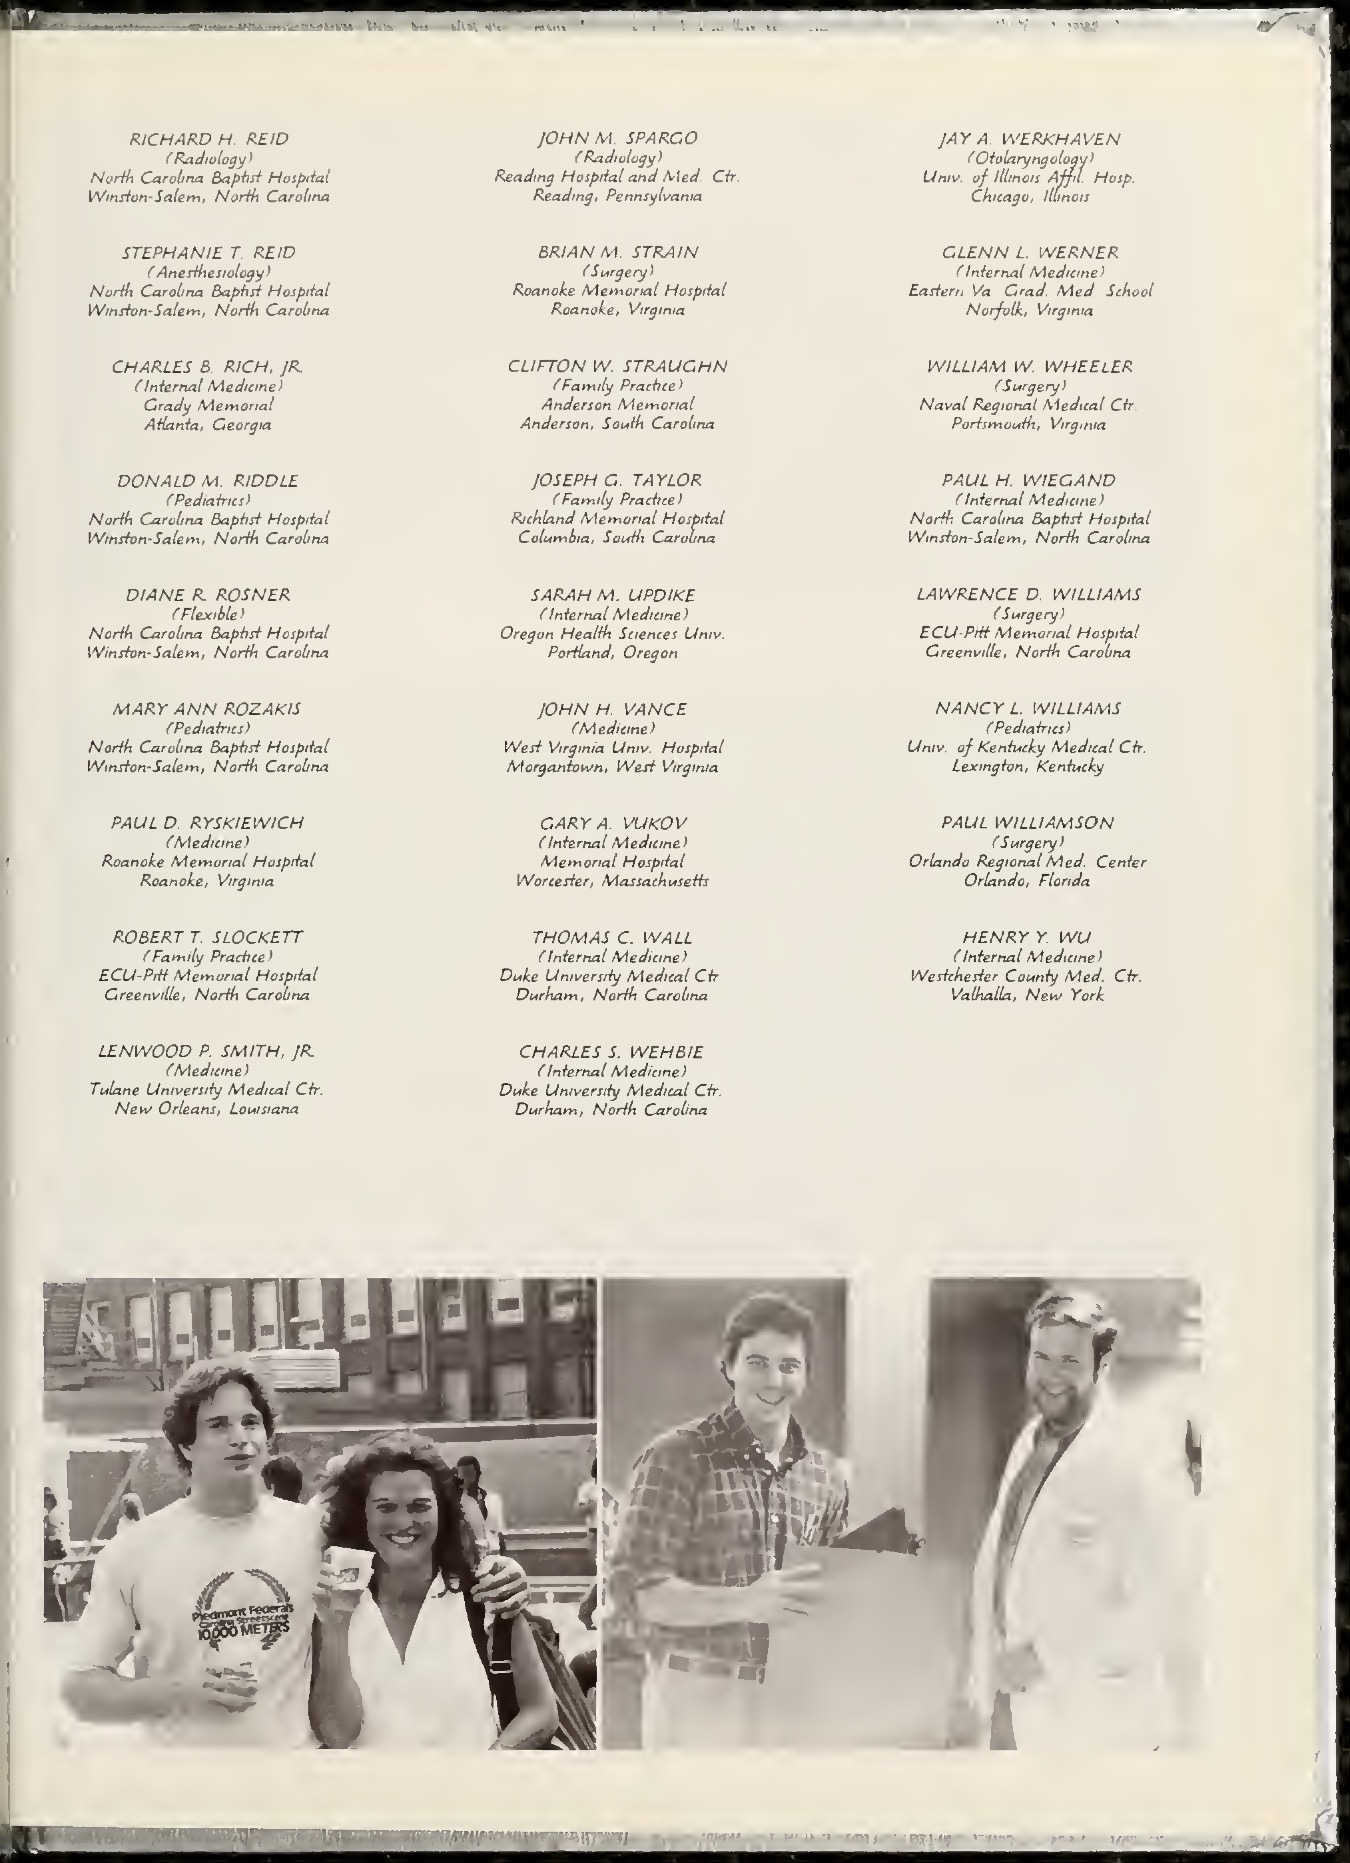 RICHARD H. REID
(Radiology)
North Carolina Baptist Hospital
Winston-Salem, North Carolina
STEPHANIE T. REID
(Anesthesiology)
North Carolina Baptist Hospital
Winston-Salem, North Carolina
CHARLES B. RICH, JR.
(Internal Medicine)
Grady Memorial
Atlanta, Georgia
DONALD M. RIDDLE
(Pediatrics)
North Carolina Baptist Hospital
Winston-Salem, North Carolina
DIANE R. ROSNER
(Flexible)
North Carolina Baptist Hospital
Winston-Salem, North Carolina
MARY ANN ROZAKIS
(Pediatrics)
North Carolina Baptist Hospital
Winston-Salem, North Carolina
PAUL D. RYSKIEWICH
(Medicine)
Roanoke Memorial Hospital
Roanoke, Virginia
ROBERT T. SLOCKETT
(Family Practice)
ECU-Pitt Memorial Hospital
Greenville, North Carolina
LENWOOD P. SMITH, JR.
(Medicine)
Tulane University Medical Ctr.
New Orleans, Louisiana
JOHN M. SPARGO
(Radiology)
Reading Hospital and Med. Ctr.
Reading, Pennsylvania
BRIAN M. STRAIN
(Surgery)
Roanoke Memorial Hospital
Roanoke, Virginia
CLIFTON W. STRAUGHN
(Family Practice)
Anderson Memorial
Anderson, South Carolina
JOSEPH G. TAYLOR
(Family Practice)
Richland Memorial Hospital
Columbia, South Carolina
SARAH M. UPDIKE
(Internal Medicine)
Oregon Health Sciences Univ.
Portland, Oregon
JOHN H. VANCE
(Medicine)
West Virginia Univ. Hospital
Morgantown, West Virginia
GARY A. VUKOV
(Internal Medicine)
Memorial Hospital
Worcester, Massachusetts
THOMAS C. WALL
(Internal Medicine)
Duke University Medical Ctr
Durham, North Carolina
CHARLES S. WEHBIE
(Internal Medicine)
Duke University Medical Ctr.
Durham, North Carolina
JAY A. WERKHAVEN
(Otolaryngology)
Univ. of Illinois Affil. Hosp.
Chicago, Illinois
GLENN L. WERNER
(Internal Medicine)
Eastern Va Grad. Med School
Norfolk, Virginia
WILLIAM W. WHEELER
(Surgery)
Naval Regional Medical Ctr.
Portsmouth, Virginia
PAUL H. WIEGAND
(Internal Medicine)
North Carolina Baptist Hospital
Winston-Salem, North Carolina
LAWRENCE D. WILLIAMS
(Surgery)
ECU-Pitt Memorial Hospital
Greenville, North Carolina
NANCY L. WILLIAMS
(Pediatrics)
Univ. of Kentucky Medical Ctr.
Lexington, Kentucky
PAUL WILLIAMSON
(Surgery)
Orlando Regional Med. Center
Orlando, Florida
HENRY Y. WU
(Internal Medicine)
Westchester County Med. Ctr.
Valhalla, New York
Piedmont Federal's
10,000 METERS